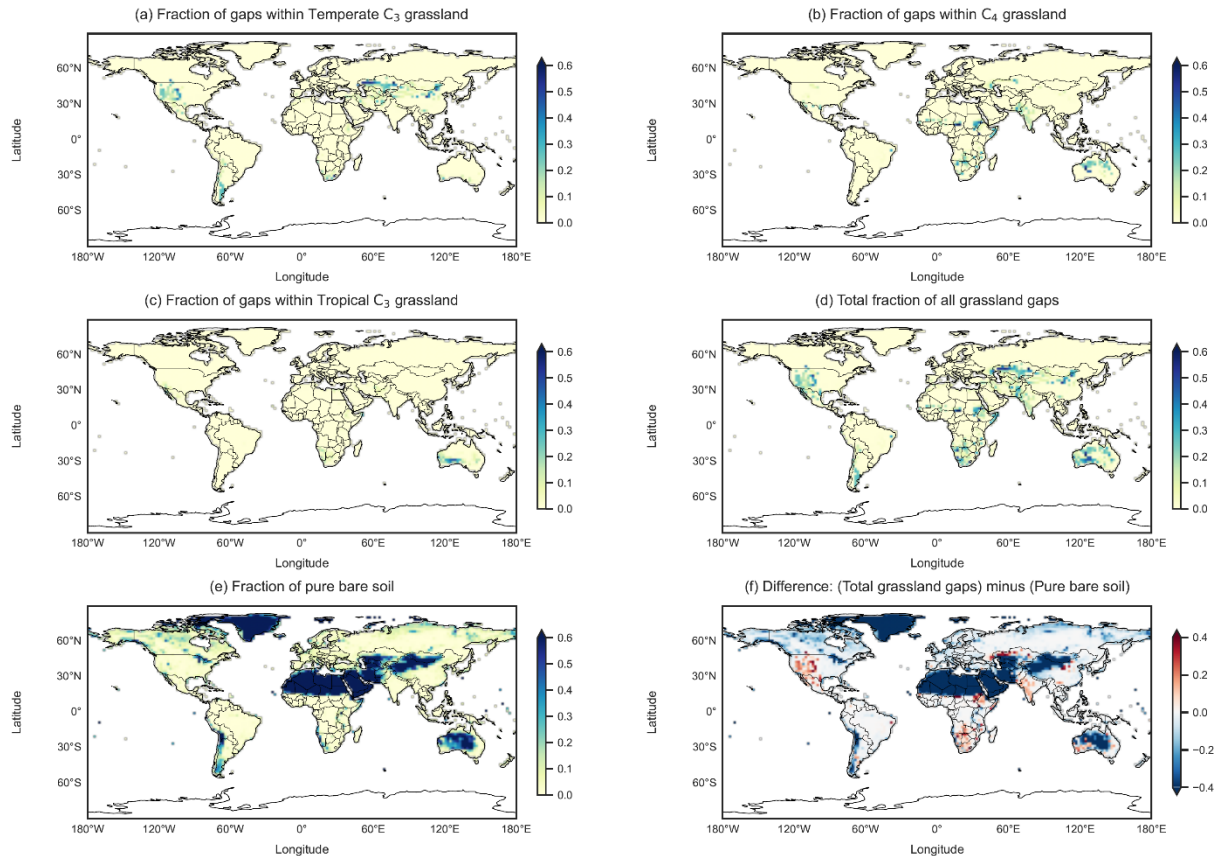 (a) Fraction of gaps within Temperate C₃ grassland
Latitude
60°N
30°N
0°
30°S
60°S
180°W 120°W 60°W 0° 60°E 120°E 180°E
Longitude
0.6
0.5
0.4
0.3
0.2
0.1
0.0
(b) Fraction of gaps within C₄ grassland
Latitude
60°N
30°N
0°
30°S
60°S
180°W 120°W 60°W 0° 60°E 120°E 180°E
Longitude
0.6
0.5
0.4
0.3
0.2
0.1
0.0
(c) Fraction of gaps within Tropical C₃ grassland
Latitude
60°N
30°N
0°
30°S
60°S
180°W 120°W 60°W 0° 60°E 120°E 180°E
Longitude
0.6
0.5
0.4
0.3
0.2
0.1
0.0
(d) Total fraction of all grassland gaps
Latitude
60°N
30°N
0°
30°S
60°S
180°W 120°W 60°W 0° 60°E 120°E 180°E
Longitude
0.6
0.5
0.4
0.3
0.2
0.1
0.0
(e) Fraction of pure bare soil
Latitude
60°N
30°N
0°
30°S
60°S
180°W 120°W 60°W 0° 60°E 120°E 180°E
Longitude
0.6
0.5
0.4
0.3
0.2
0.1
0.0
(f) Difference: (Total grassland gaps) minus (Pure bare soil)
Latitude
60°N
30°N
0°
30°S
60°S
180°W 120°W 60°W 0° 60°E 120°E 180°E
Longitude
0.4
0.2
0.0
−0.2
−0.4